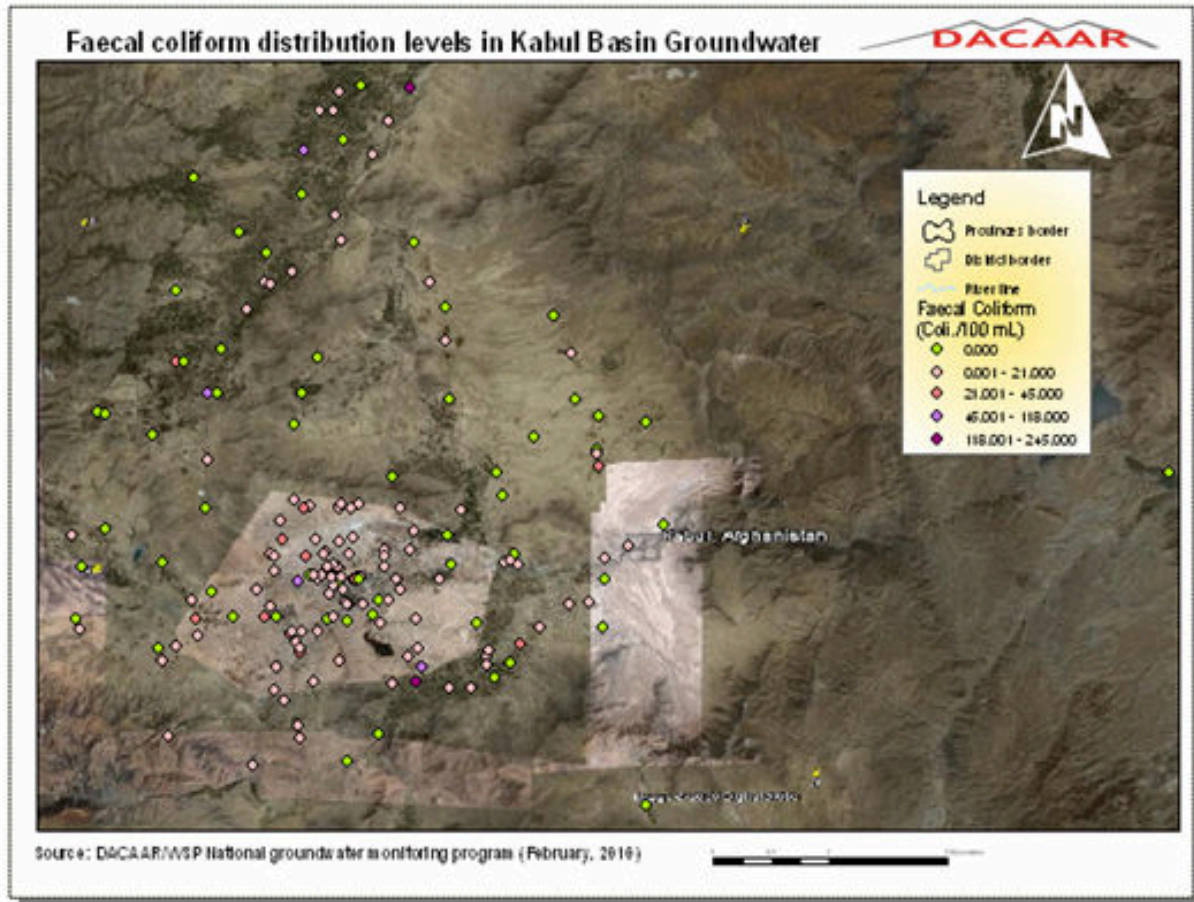 Faecal coliform distribution levels in Kabul Basin Groundwater
DACAAR
N
Legend
Provinces border
District border
River line
Faecal Coliform
(Coli./100 mL)
0.000
0.001 - 21.000
21.001 - 45.000
45.001 - 118.000
118.001 - 245.000
Kabul, Afghanistan
Source: DACAAR/WSP National groundwater monitoring program (February, 2010)